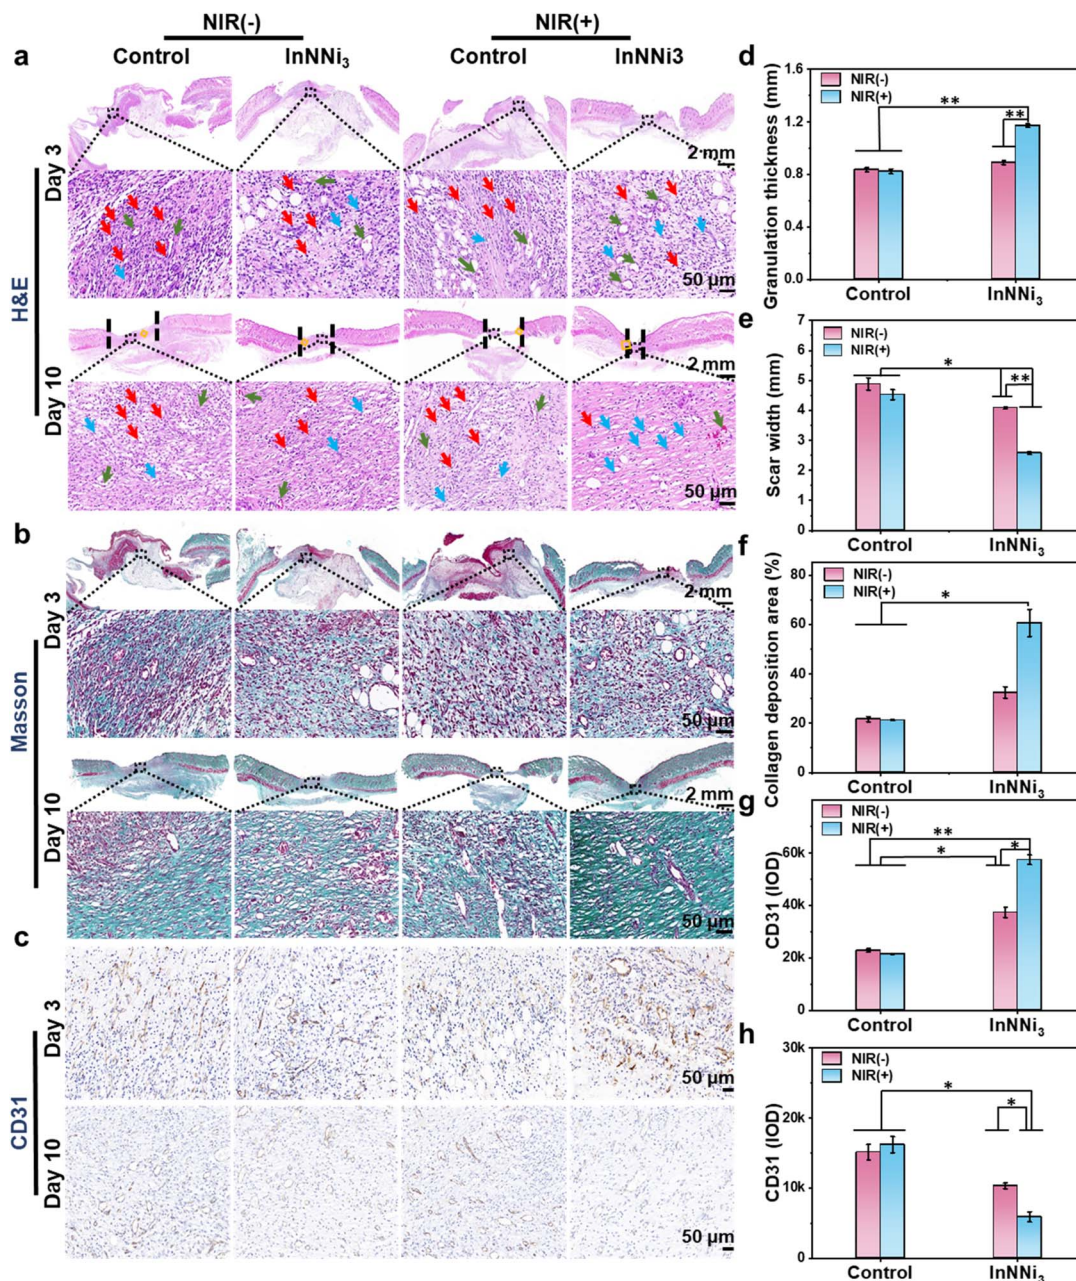 NIR(-)
NIR(+)
a
Control
InNNi₃
Control
InNNi3
H&E
Day 3
2 mm
50 µm
Day 10
2 mm
50 µm
b
Masson
Day 3
2 mm
50 µm
Day 10
2 mm
50 µm
c
CD31
Day 3
50 µm
Day 10
50 µm
d
Granulation thickness (mm)
1.6
1.2
0.8
0.4
0.0
NIR(-)
NIR(+)
**
**
Control
InNNi₃
e
Scar width (mm)
7
6
5
4
3
2
1
0
NIR(-)
NIR(+)
*
**
Control
InNNi₃
f
Collagen deposition area (%)
80
60
40
20
0
NIR(-)
NIR(+)
*
Control
InNNi₃
g
CD31 (IOD)
60k
40k
20k
0
NIR(-)
NIR(+)
**
*
*
Control
InNNi₃
h
CD31 (IOD)
30k
20k
10k
0
NIR(-)
NIR(+)
*
*
Control
InNNi₃